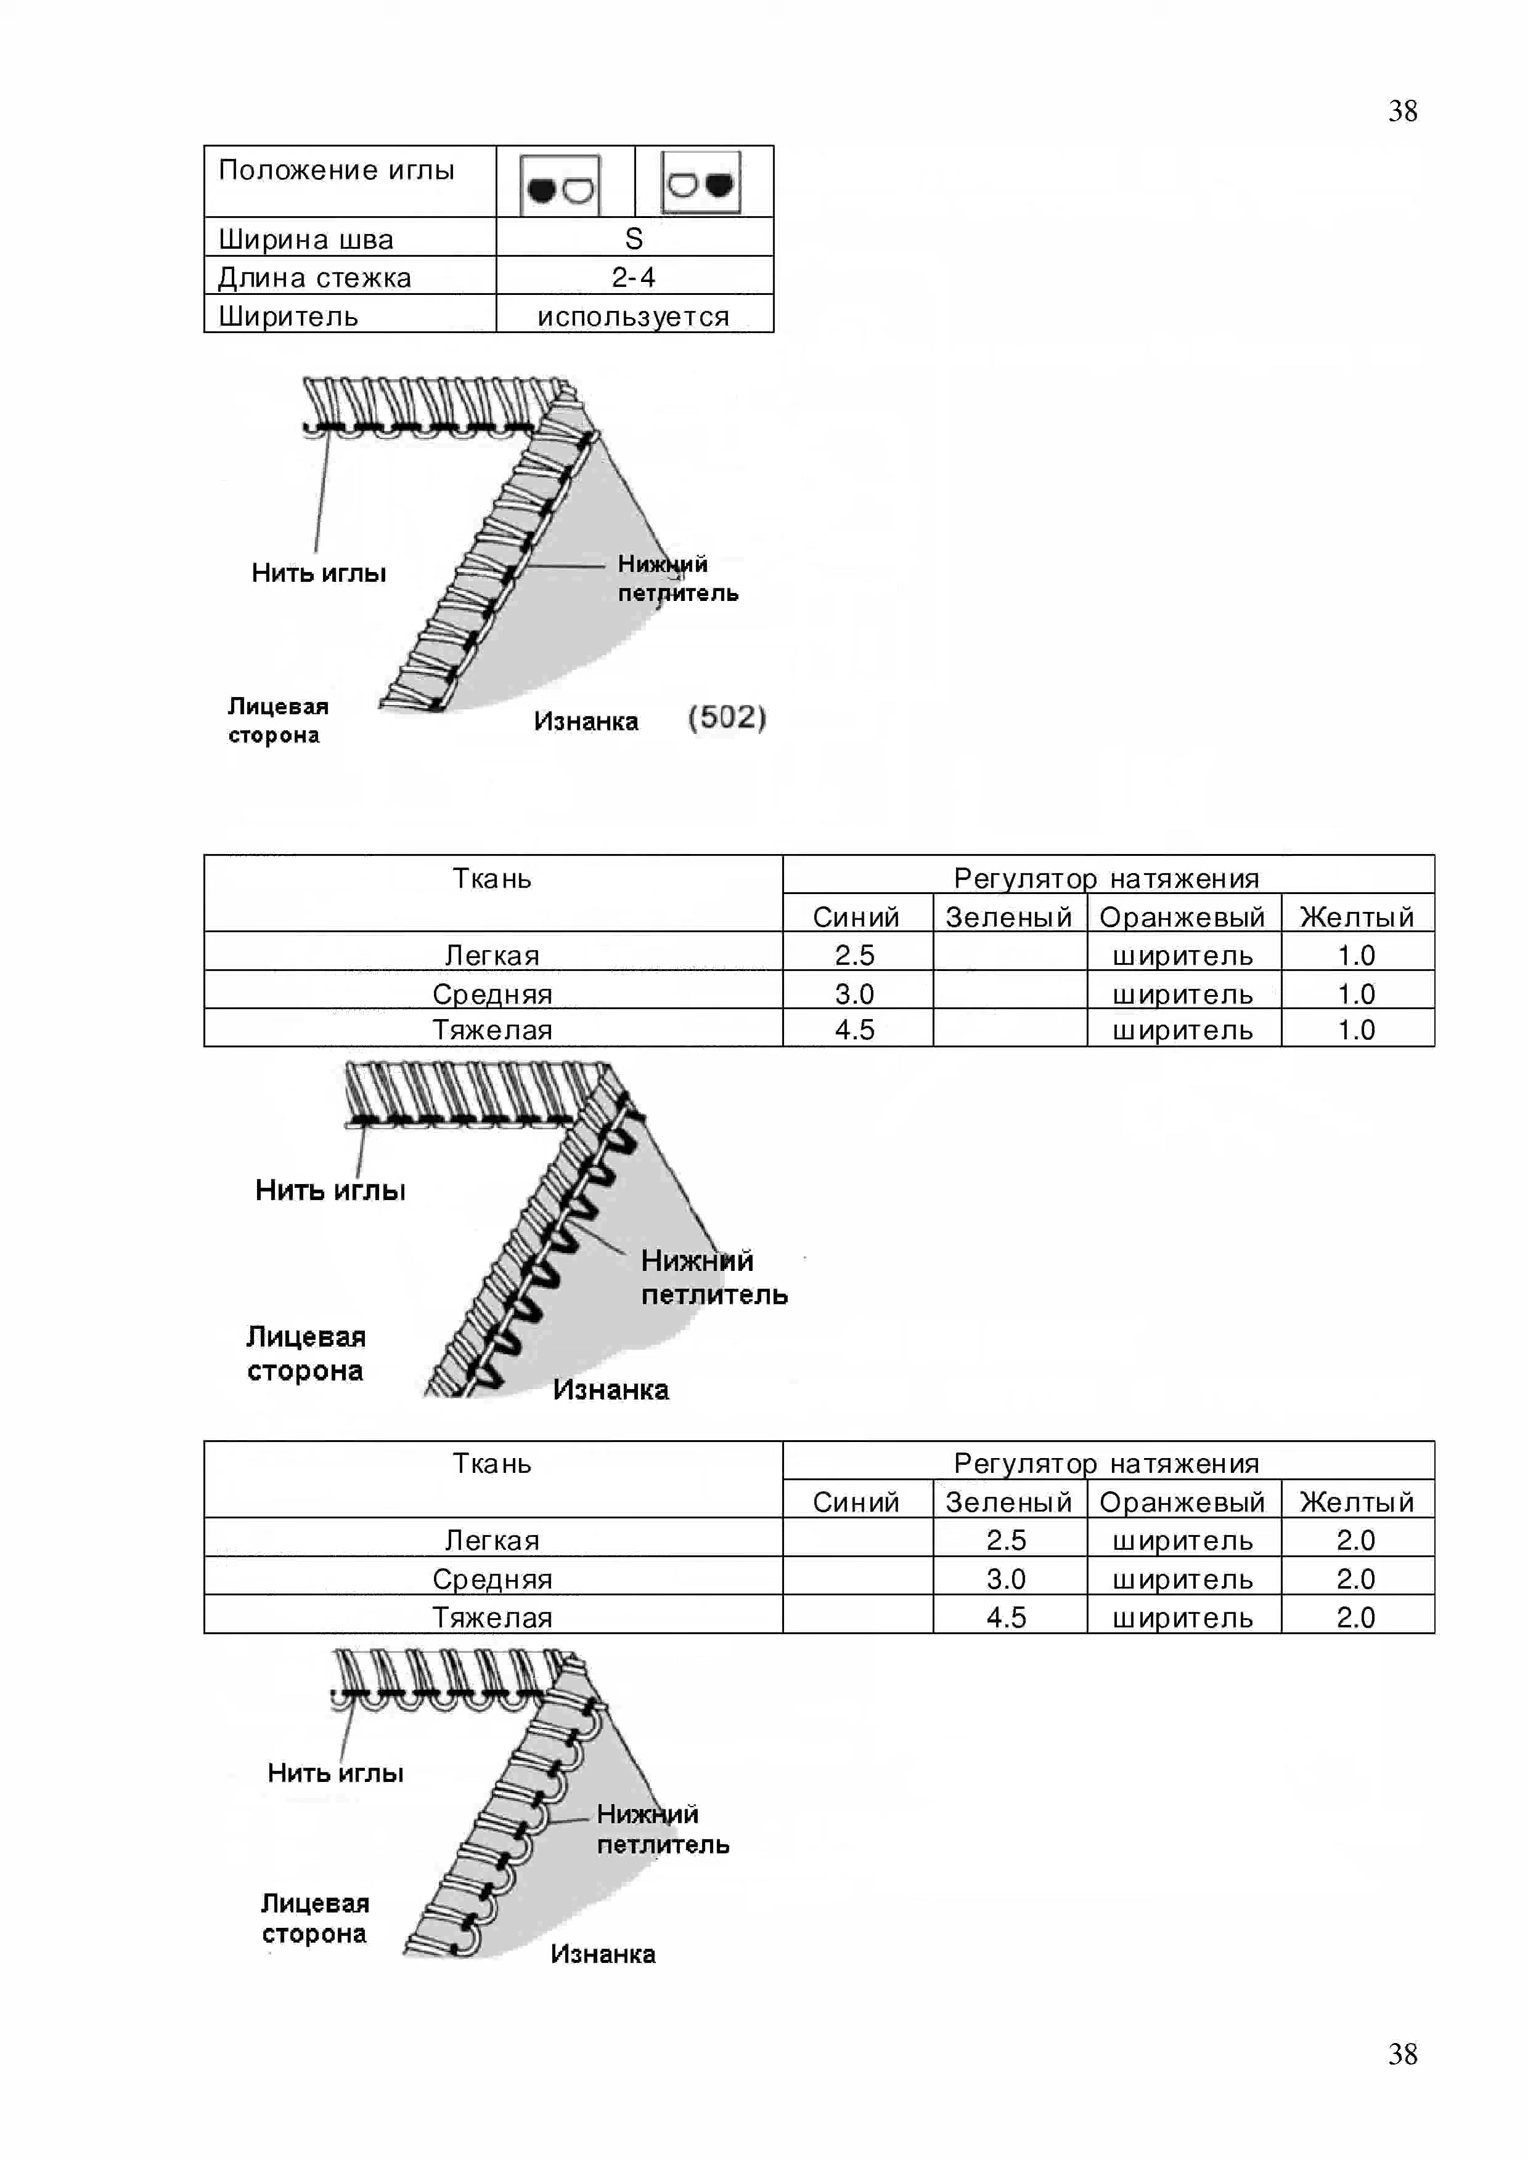 38
Положение иглы
Ширина шва S
Длина стежка 2-4
Ширитель используется
Нить иглы
Нижний
петлитель
Лицевая
сторона
Изнанка (502)
Ткань Регулятор натяжения
Синий Зеленый Оранжевый Желтый
Легкая 2.5 ширитель 1.0
Средняя 3.0 ширитель 1.0
Тяжелая 4.5 ширитель 1.0
Нить иглы
Нижний
петлитель
Лицевая
сторона
Изнанка
Ткань Регулятор натяжения
Синий Зеленый Оранжевый Желтый
Легкая 2.5 ширитель 2.0
Средняя 3.0 ширитель 2.0
Тяжелая 4.5 ширитель 2.0
Нить иглы
Нижний
петлитель
Лицевая
сторона
Изнанка
38